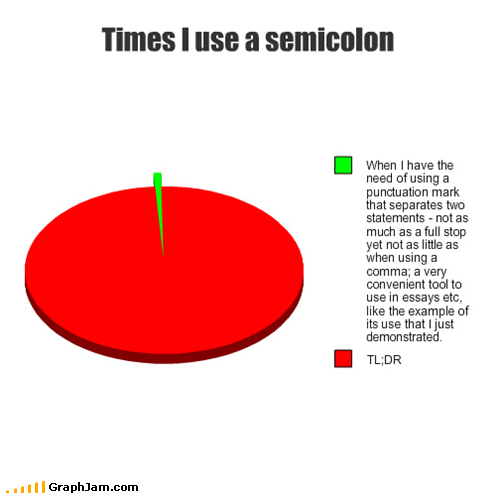 Times I use a semicolon
When I have the
need of using a
punctuation mark
that separates two
statements - not as
much as a full stop
yet not as little as
when using a
comma; a very
convenient tool to
use in essays etc,
like the example of
its use that I just
demonstrated.
TL;DR
GraphJam.com